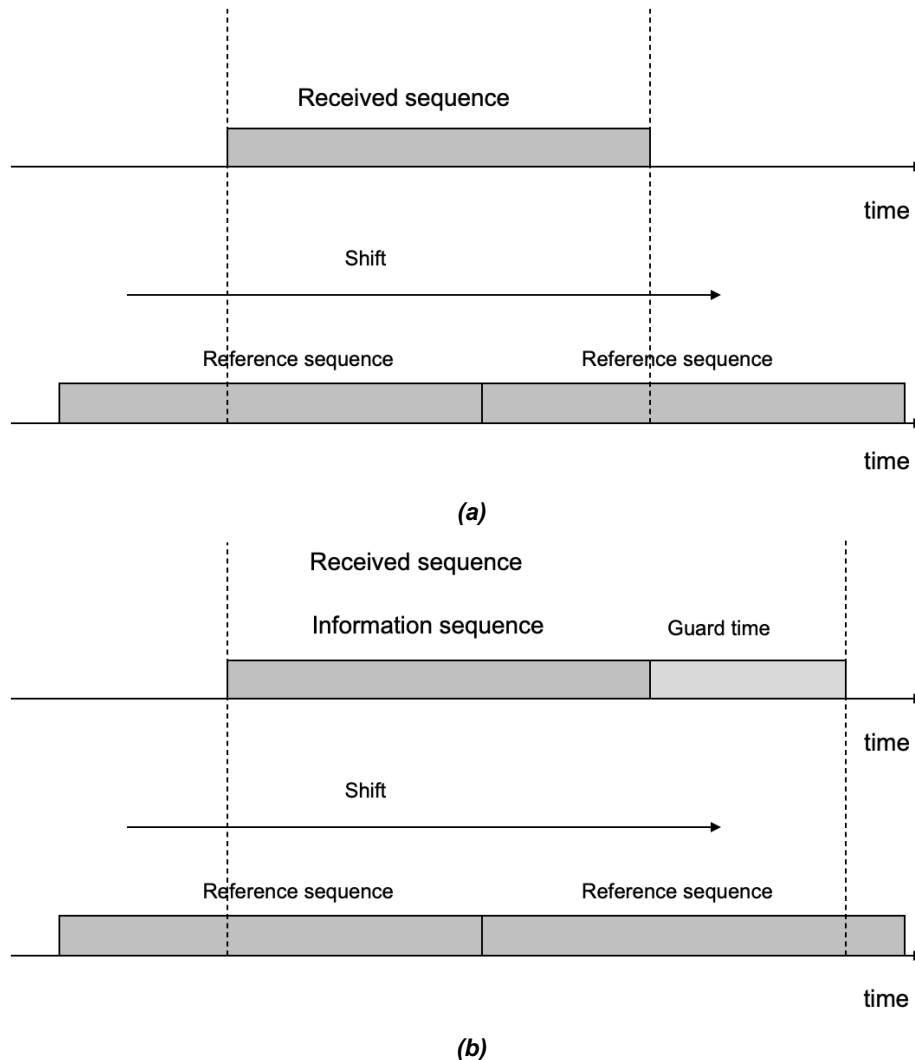 Received sequence
time
Shift
Reference sequence Reference sequence
time
(a)
Received sequence
Information sequence Guard time
time
Shift
Reference sequence Reference sequence
time
(b)